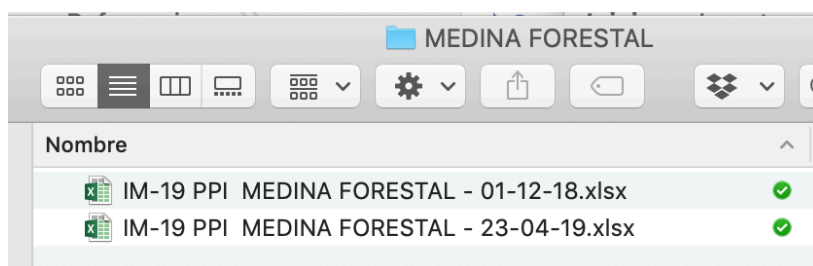 MEDINA FORESTAL
Nombre
IM-19 PPI  MEDINA FORESTAL - 01-12-18.xlsx
IM-19 PPI  MEDINA FORESTAL - 23-04-19.xlsx